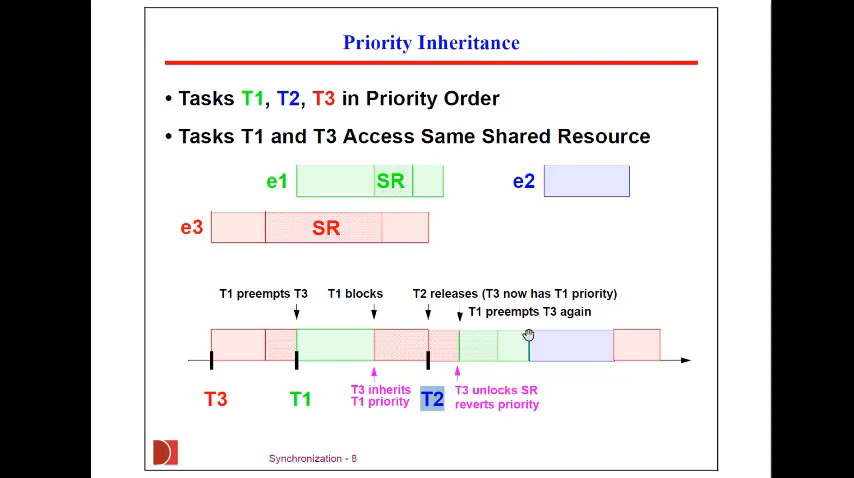 Priority Inheritance
• Tasks T1, T2, T3 in Priority Order
• Tasks T1 and T3 Access Same Shared Resource
e1 SR e2
e3 SR
T1 preempts T3 T1 blocks T2 releases (T3 now has T1 priority)
T1 preempts T3 again
T3 T1 T3 inherits T1 priority T2 T3 unlocks SR reverts priority
Synchronization - 8